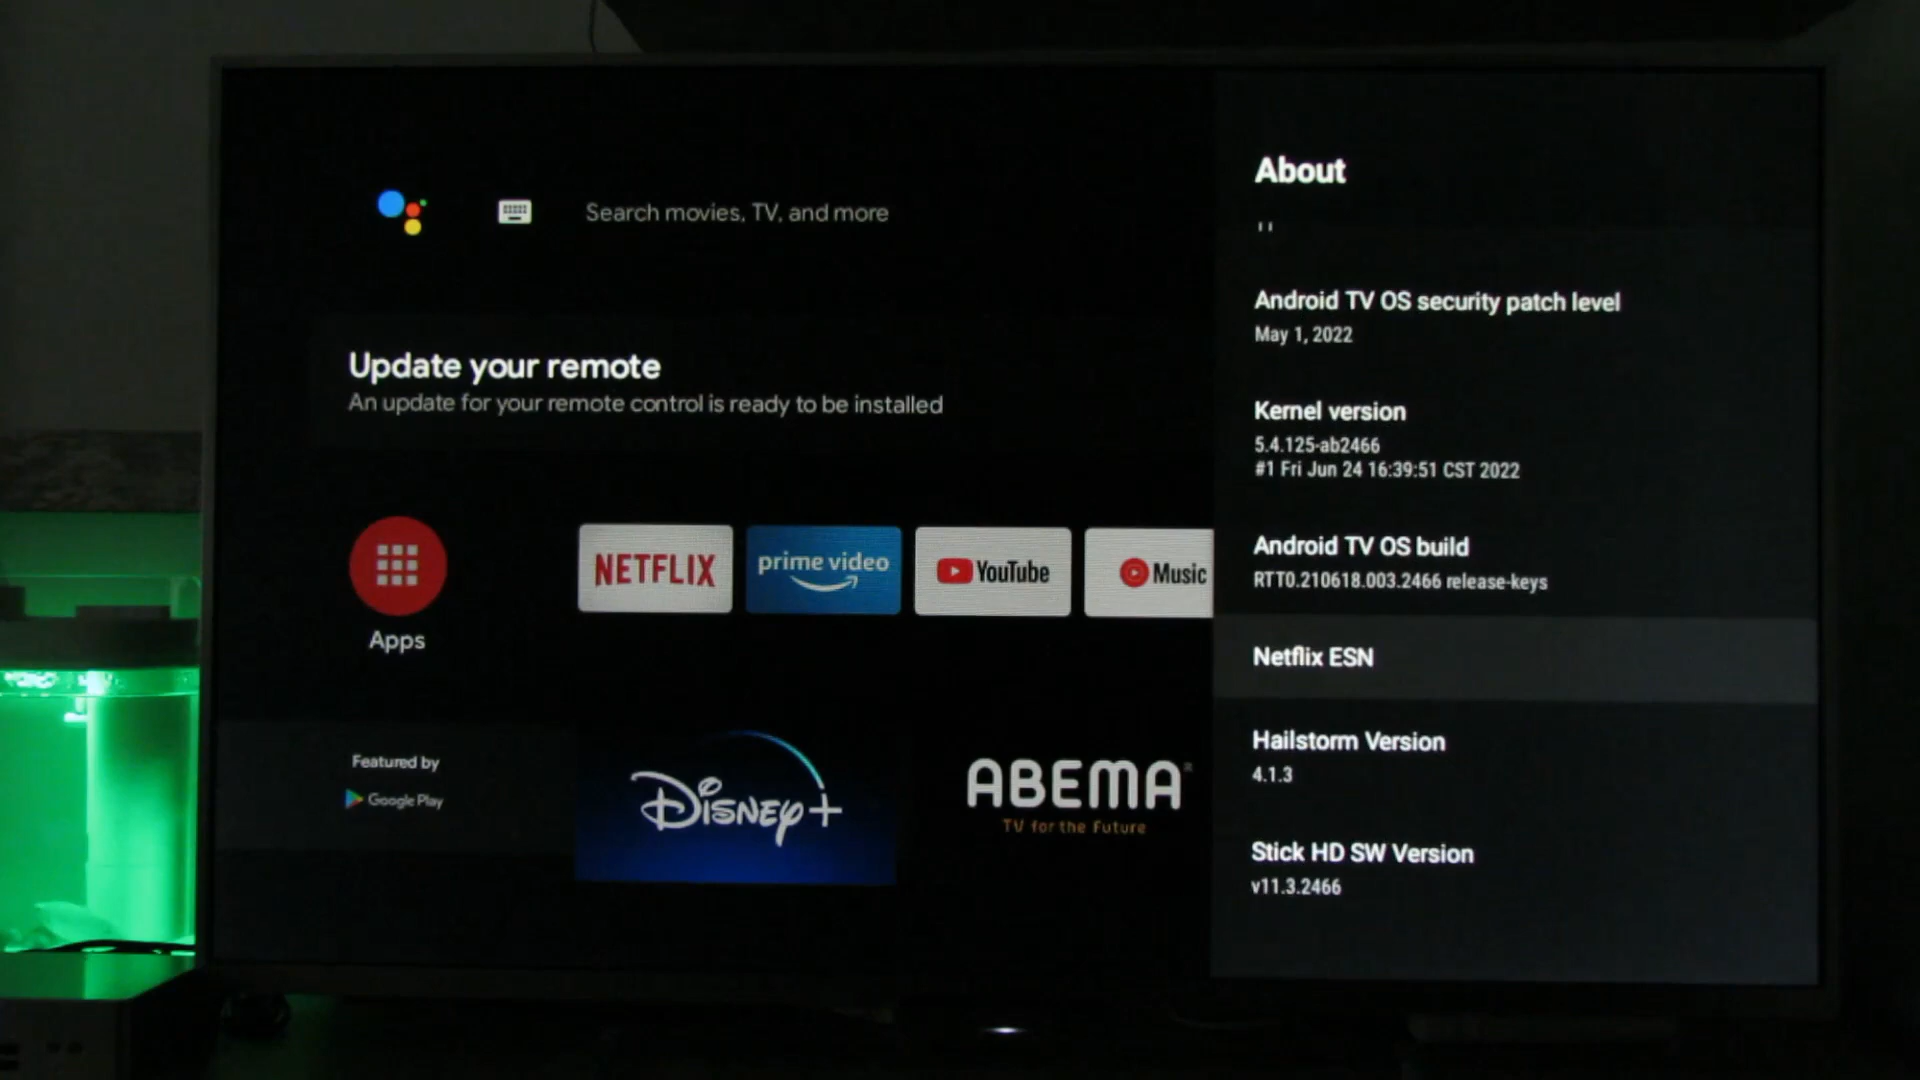 Search movies, TV, and more
Update your remote
An update for your remote control is ready to be installed
Apps
NETFLIX
prime video
YouTube
Music
Featured by
Google Play
Disney+
ABEMA
TV for the Future
About
Android TV OS security patch level
May 1, 2022
Kernel version
5.4.125-ab2466
#1 Fri Jun 24 16:39:51 CST 2022
Android TV OS build
RTT0.210618.003.2466 release-keys
Netflix ESN
Hailstorm Version
4.1.3
Stick HD SW Version
v11.3.2466